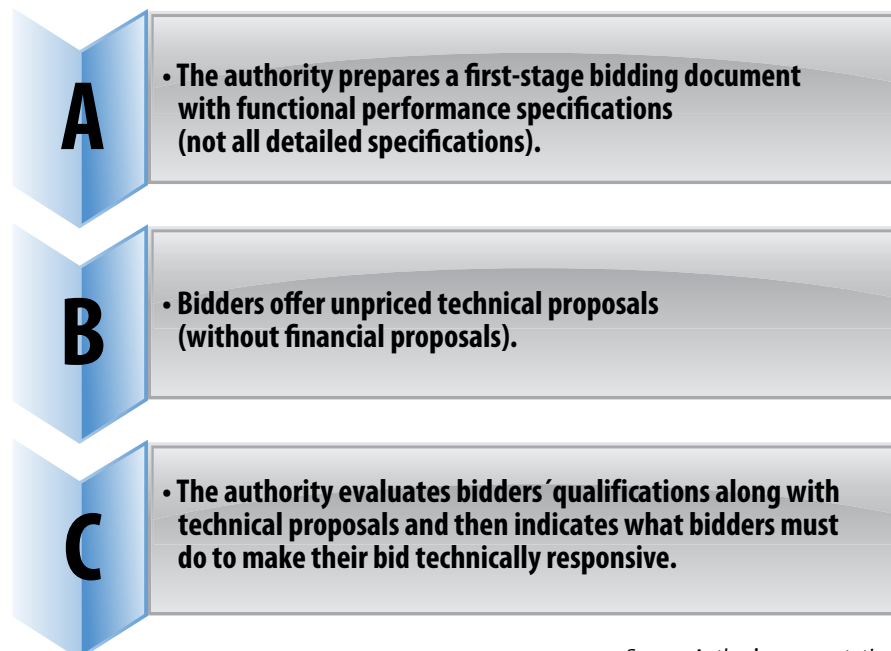 A
• The authority prepares a first-stage bidding document
with functional performance specifications
(not all detailed specifications).
B
• Bidders offer unpriced technical proposals
(without financial proposals).
C
• The authority evaluates bidders´qualifications along with
technical proposals and then indicates what bidders must
do to make their bid technically responsive.